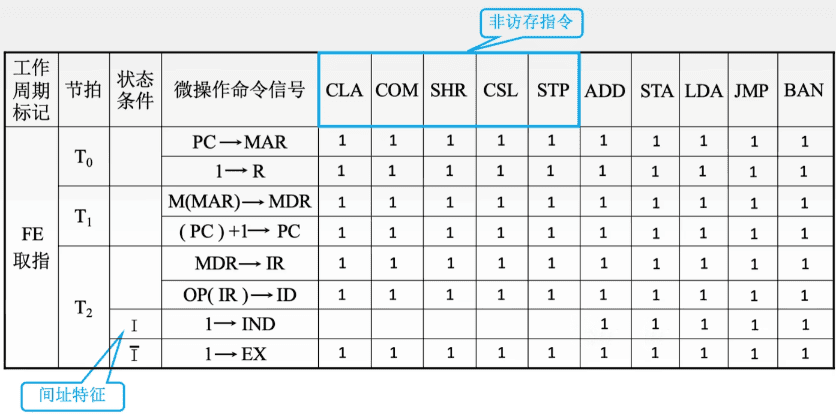 非访存指令
工作周期标记 节拍 状态条件 微操作命令信号 CLA COM SHR CSL STP ADD STA LDA JMP BAN
FE 取指 T₀ PC→MAR 1 1 1 1 1 1 1 1 1 1
1→R 1 1 1 1 1 1 1 1 1 1
T₁ M(MAR)→MDR 1 1 1 1 1 1 1 1 1 1
(PC)+1→PC 1 1 1 1 1 1 1 1 1 1
T₂ MDR→IR 1 1 1 1 1 1 1 1 1 1
OP(IR)→ID 1 1 1 1 1 1 1 1 1 1
I 1→IND 1 1 1 1 1
I̅ 1→EX 1 1 1 1 1 1 1 1 1 1
间址特征